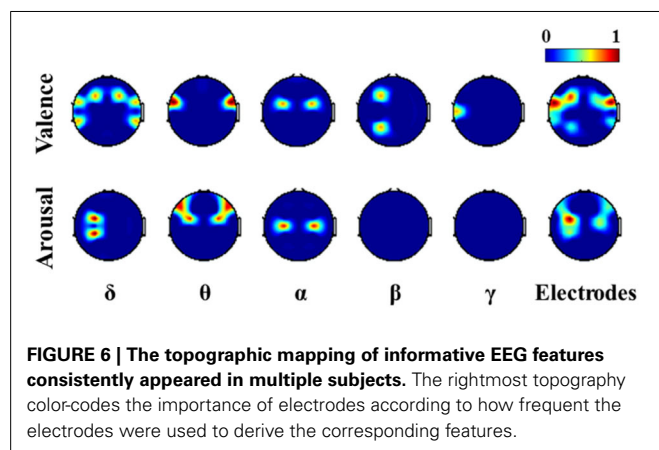 0 1
Valence
Arousal
δ θ α β γ Electrodes
FIGURE 6 | The topographic mapping of informative EEG features
consistently appeared in multiple subjects. The rightmost topography
color-codes the importance of electrodes according to how frequent the
electrodes were used to derive the corresponding features.